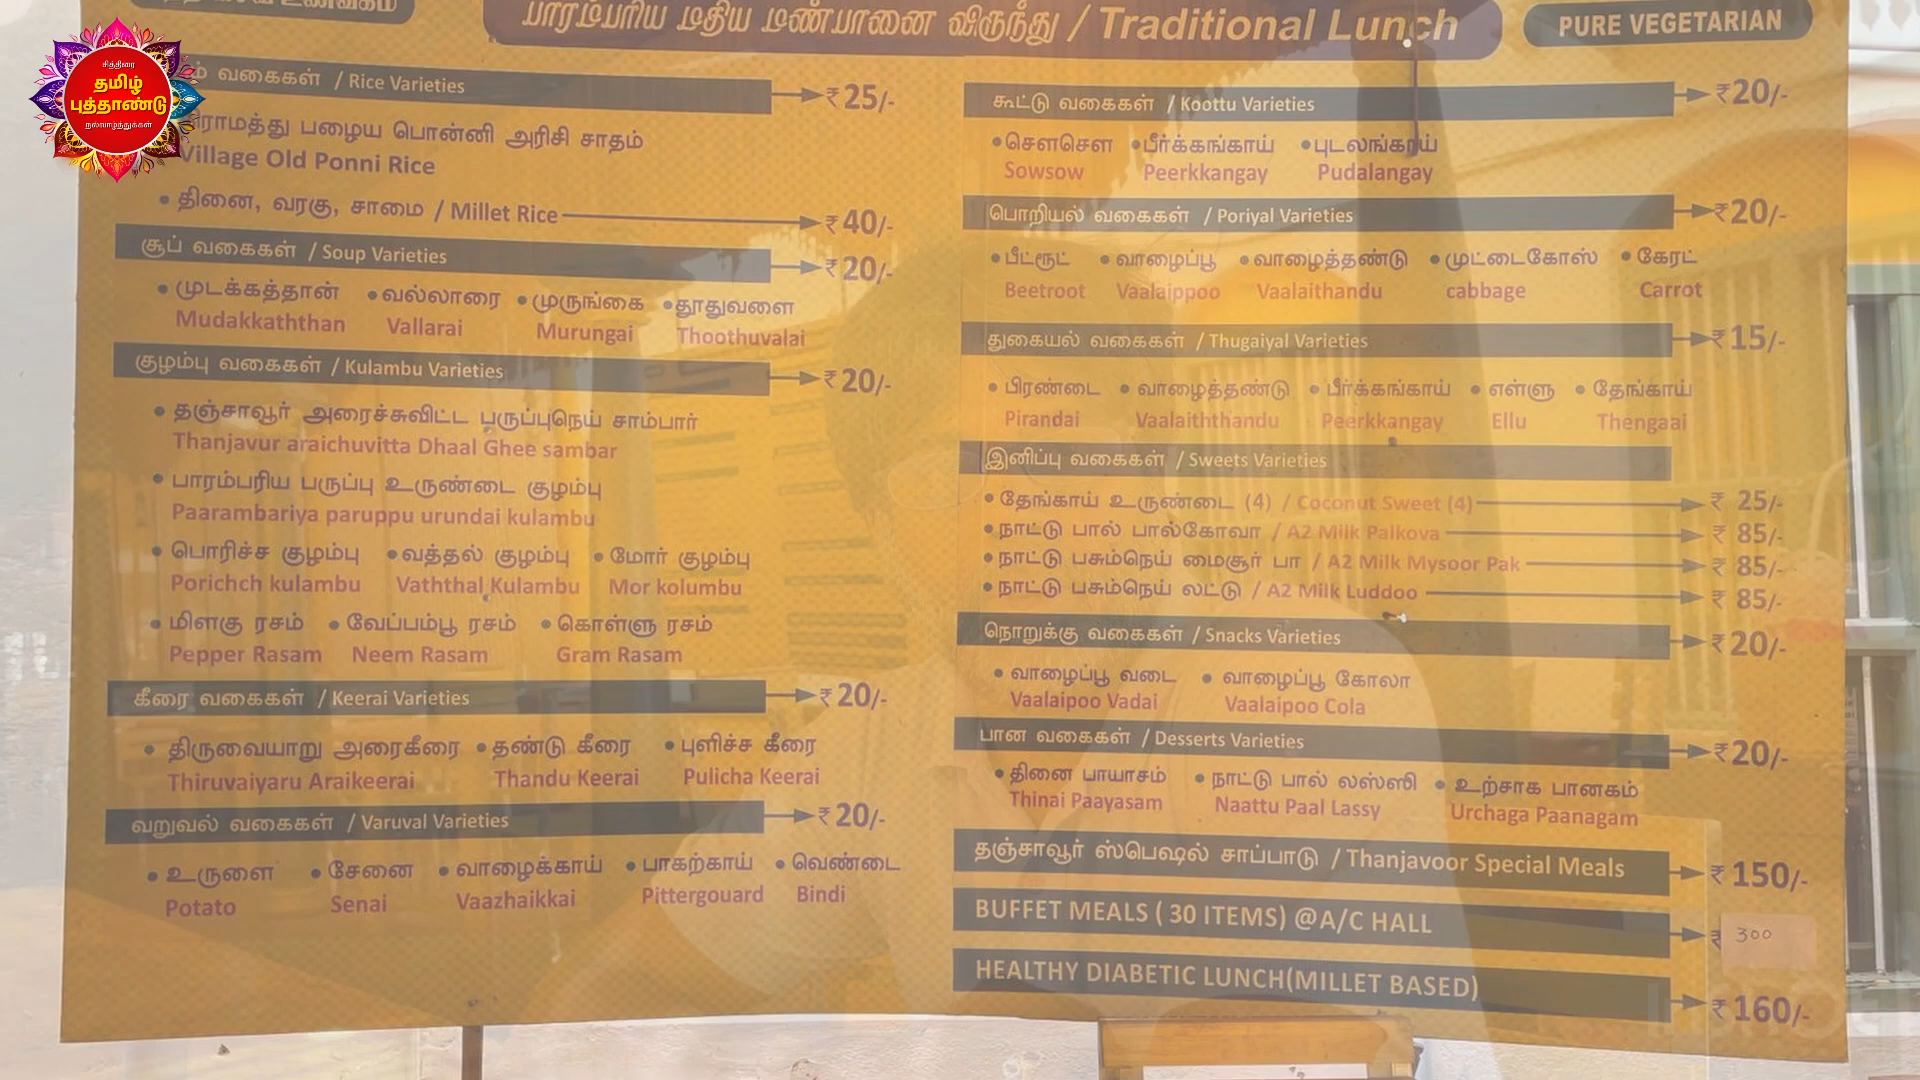 பாரம்பரிய மதிய மண்பானை விருந்து / Traditional Lunch
PURE VEGETARIAN
சித்திரை
தமிழ்
புத்தாண்டு
நல்வாழ்த்துக்கள்
வகைகள் / Rice Varieties ₹ 25/-
கிராமத்து பழைய பொன்னி அரிசி சாதம்
Village Old Ponni Rice
• தினை, வரகு, சாமை / Millet Rice ₹ 40/-
சூப் வகைகள் / Soup Varieties ₹ 20/-
• முடக்கத்தான் • வல்லாரை • முருங்கை • தூதுவளை
Mudakkaththan Vallarai Murungai Thoothuvalai
குழம்பு வகைகள் / Kulambu Varieties ₹ 20/-
• தஞ்சாவூர் அரைச்சுவிட்ட பருப்புநெய் சாம்பார்
Thanjavur araichuvitta Dhaal Ghee sambar
• பாரம்பரிய பருப்பு உருண்டை குழம்பு
Paarambariya paruppu urundai kulambu
• பொரிச்ச குழம்பு • வத்தல் குழம்பு • மோர் குழம்பு
Porichch kulambu Vaththal Kulambu Mor kolumbu
• மிளகு ரசம் • வேப்பம்பூ ரசம் • கொள்ளு ரசம்
Pepper Rasam Neem Rasam Gram Rasam
கீரை வகைகள் / Keerai Varieties ₹ 20/-
• திருவையாறு அரைகீரை • தண்டு கீரை • புளிச்ச கீரை
Thiruvaiyaru Araikeerai Thandu Keerai Pulicha Keerai
வறுவல் வகைகள் / Varuval Varieties ₹ 20/-
• உருளை • சேனை • வாழைக்காய் • பாகற்காய் • வெண்டை
Potato Senai Vaazhaikkai Pittergouard Bindi
கூட்டு வகைகள் / Koottu Varieties ₹ 20/-
• சௌசௌ • பீர்க்கங்காய் • புடலங்காய்
Sowsow Peerkkangay Pudalangay
பொறியல் வகைகள் / Poriyal Varieties ₹ 20/-
• பீட்ரூட் • வாழைப்பூ • வாழைத்தண்டு • முட்டைகோஸ் • கேரட்
Beetroot Vaalaippoo Vaalaithandu cabbage Carrot
துகையல் வகைகள் / Thugaiyal Varieties ₹ 15/-
• பிரண்டை • வாழைத்தண்டு • பீர்க்கங்காய் • எள்ளு • தேங்காய்
Pirandai Vaalaiththandu Peerkkangay Ellu Thengaai
இனிப்பு வகைகள் / Sweets Varieties
• தேங்காய் உருண்டை (4) / Coconut Sweet (4) ₹ 25/-
• நாட்டு பால் பால்கோவா / A2 Milk Palkova ₹ 85/-
• நாட்டு பசும்நெய் மைசூர் பா / A2 Milk Mysoor Pak ₹ 85/-
• நாட்டு பசும்நெய் லட்டு / A2 Milk Luddoo ₹ 85/-
நொறுக்கு வகைகள் / Snacks Varieties ₹ 20/-
• வாழைப்பூ வடை • வாழைப்பூ கோலா
Vaalaipoo Vadai Vaalaipoo Cola
பான வகைகள் / Desserts Varieties ₹ 20/-
• தினை பாயாசம் • நாட்டு பால் லஸ்ஸி • உற்சாக பானகம்
Thinai Paayasam Naattu Paal Lassy Urchaga Paanagam
தஞ்சாவூர் ஸ்பெஷல் சாப்பாடு / Thanjavoor Special Meals ₹ 150/-
BUFFET MEALS ( 30 ITEMS) @A/C HALL ₹ 300
HEALTHY DIABETIC LUNCH(MILLET BASED) ₹ 160/-